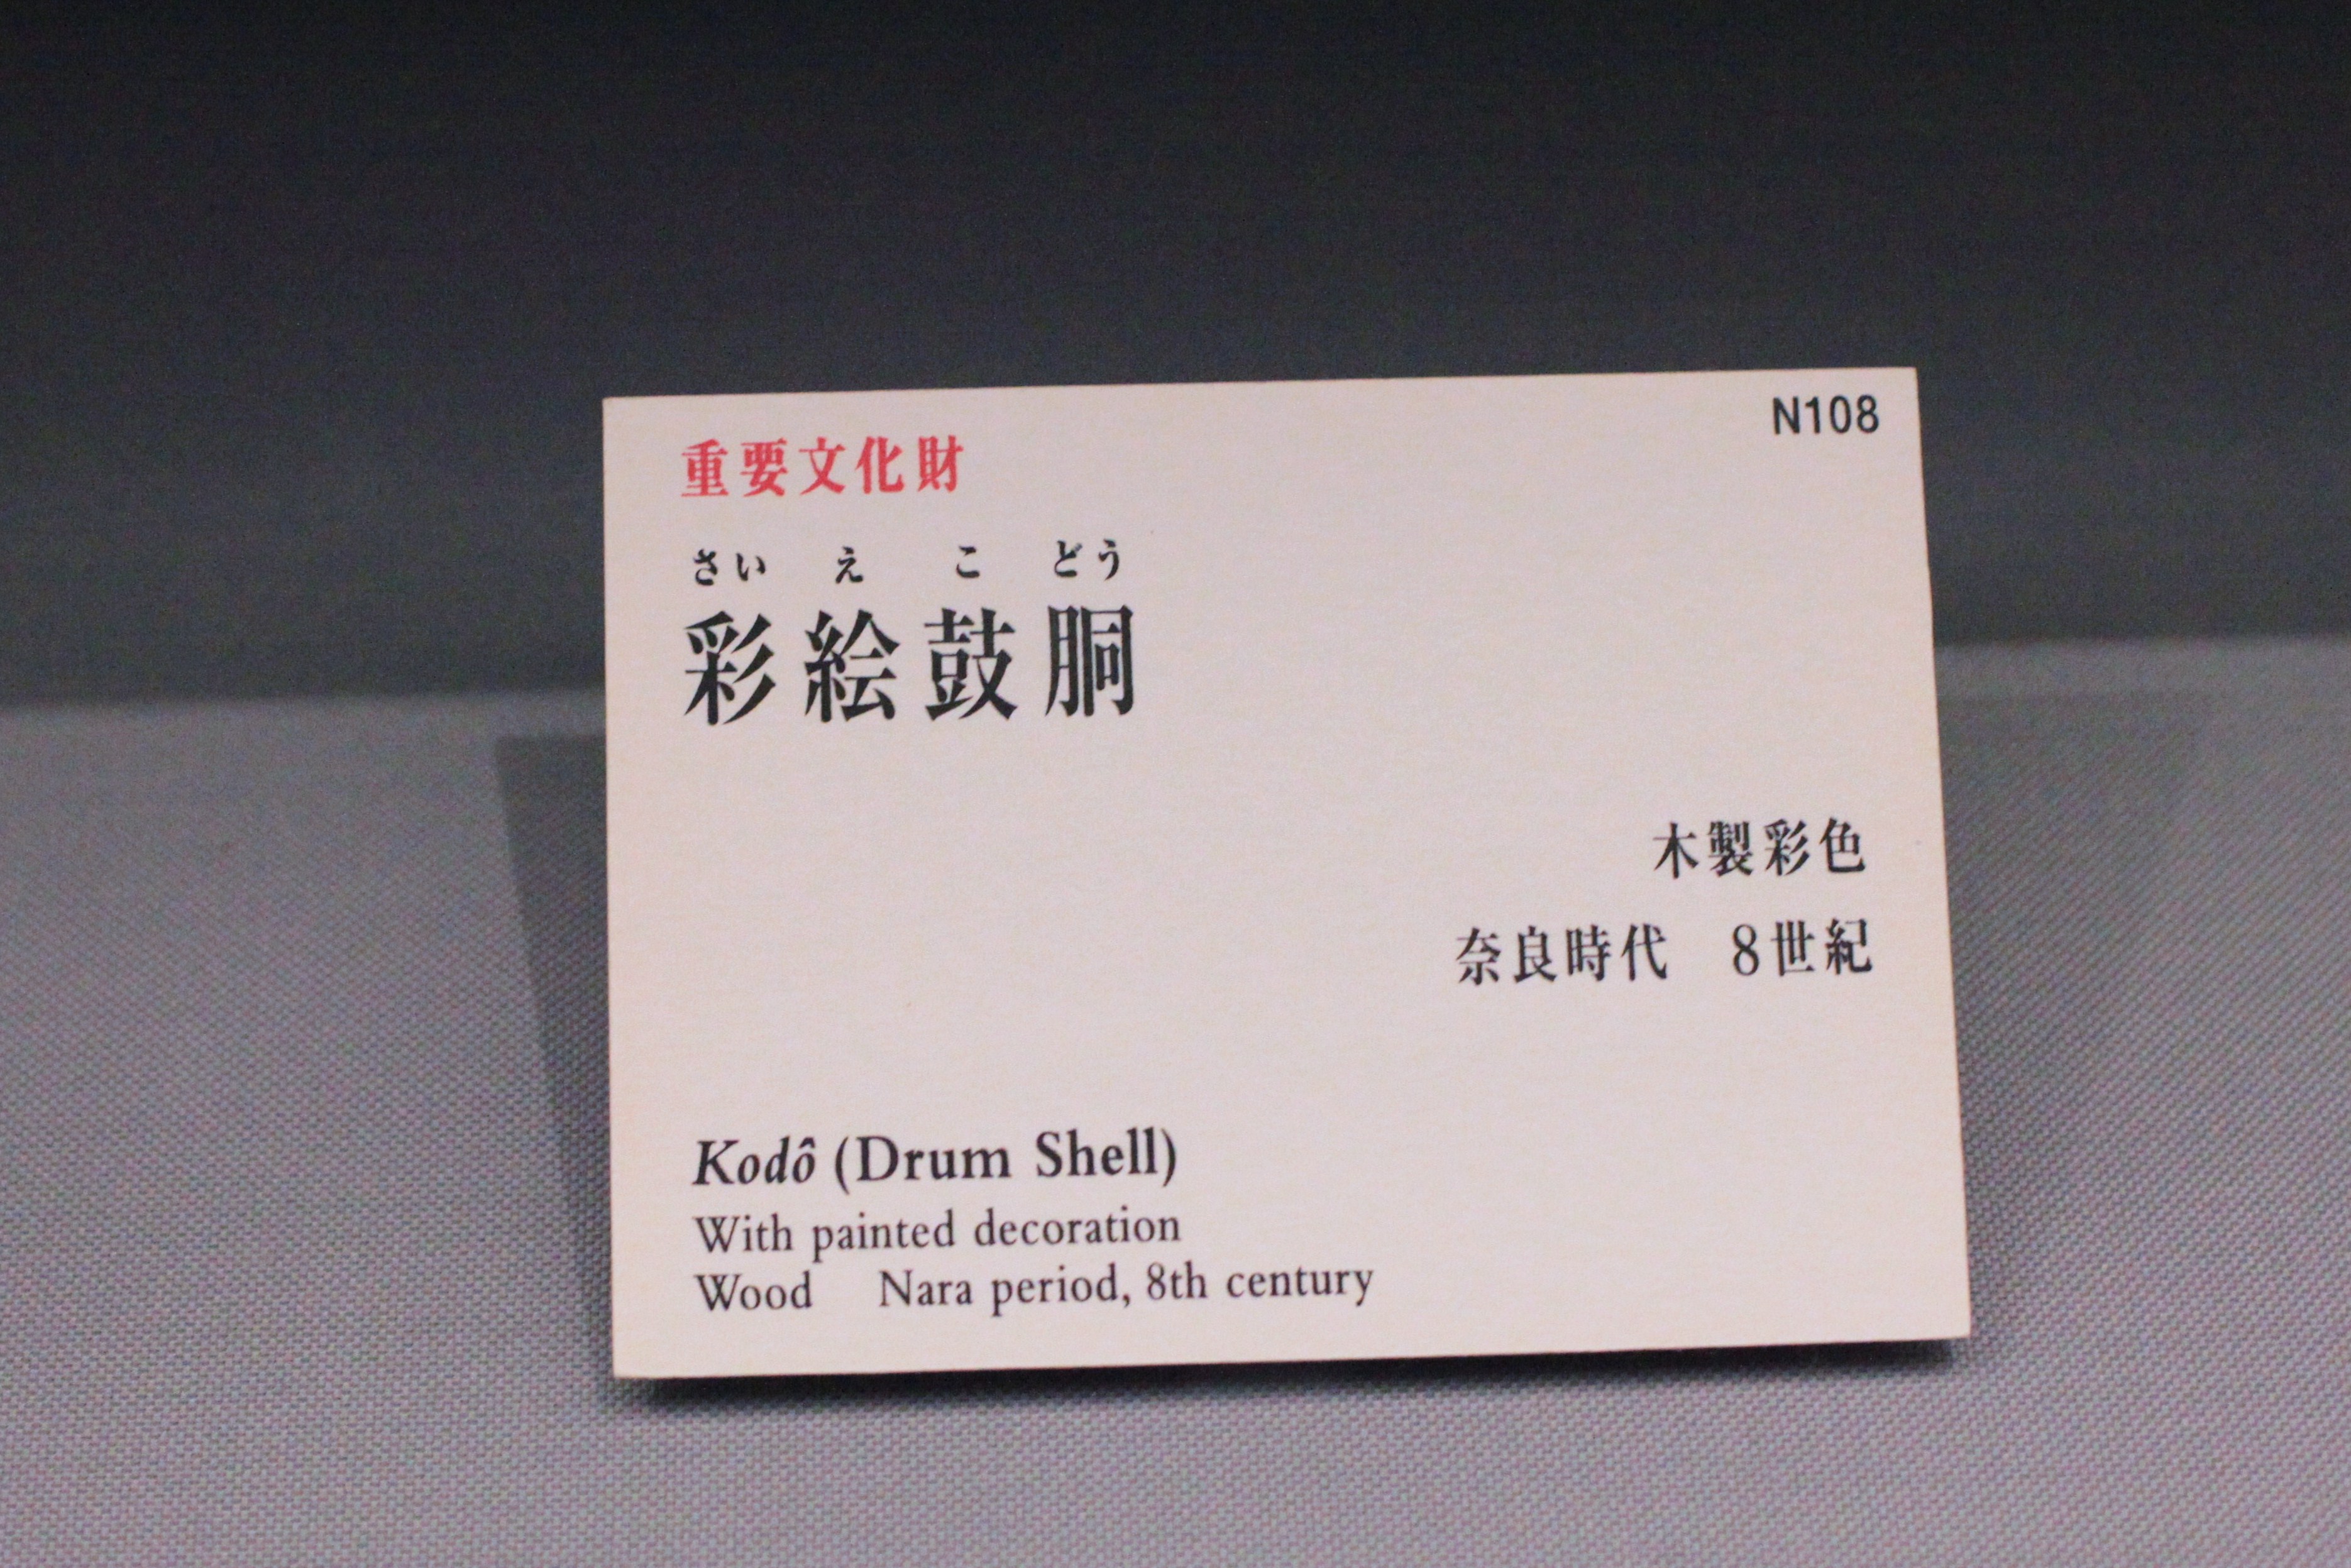 N108
重要文化財
さい え こ どう
彩絵鼓胴
木製彩色
奈良時代　8世紀
Kodô (Drum Shell)
With painted decoration
Wood　Nara period, 8th century